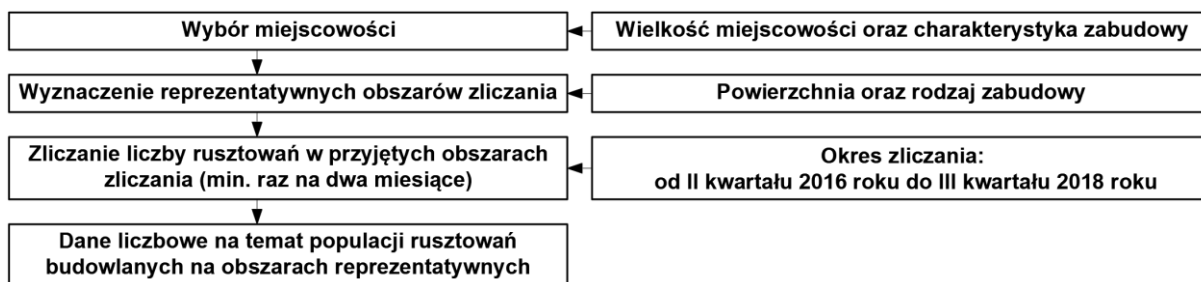 Wybór miejscowości
Wielkość miejscowości oraz charakterystyka zabudowy
Wyznaczenie reprezentatywnych obszarów zliczania
Powierzchnia oraz rodzaj zabudowy
Zliczanie liczby rusztowań w przyjętych obszarach
zliczania (min. raz na dwa miesiące)
Okres zliczania:
od II kwartału 2016 roku do III kwartału 2018 roku
Dane liczbowe na temat populacji rusztowań
budowlanych na obszarach reprezentatywnych